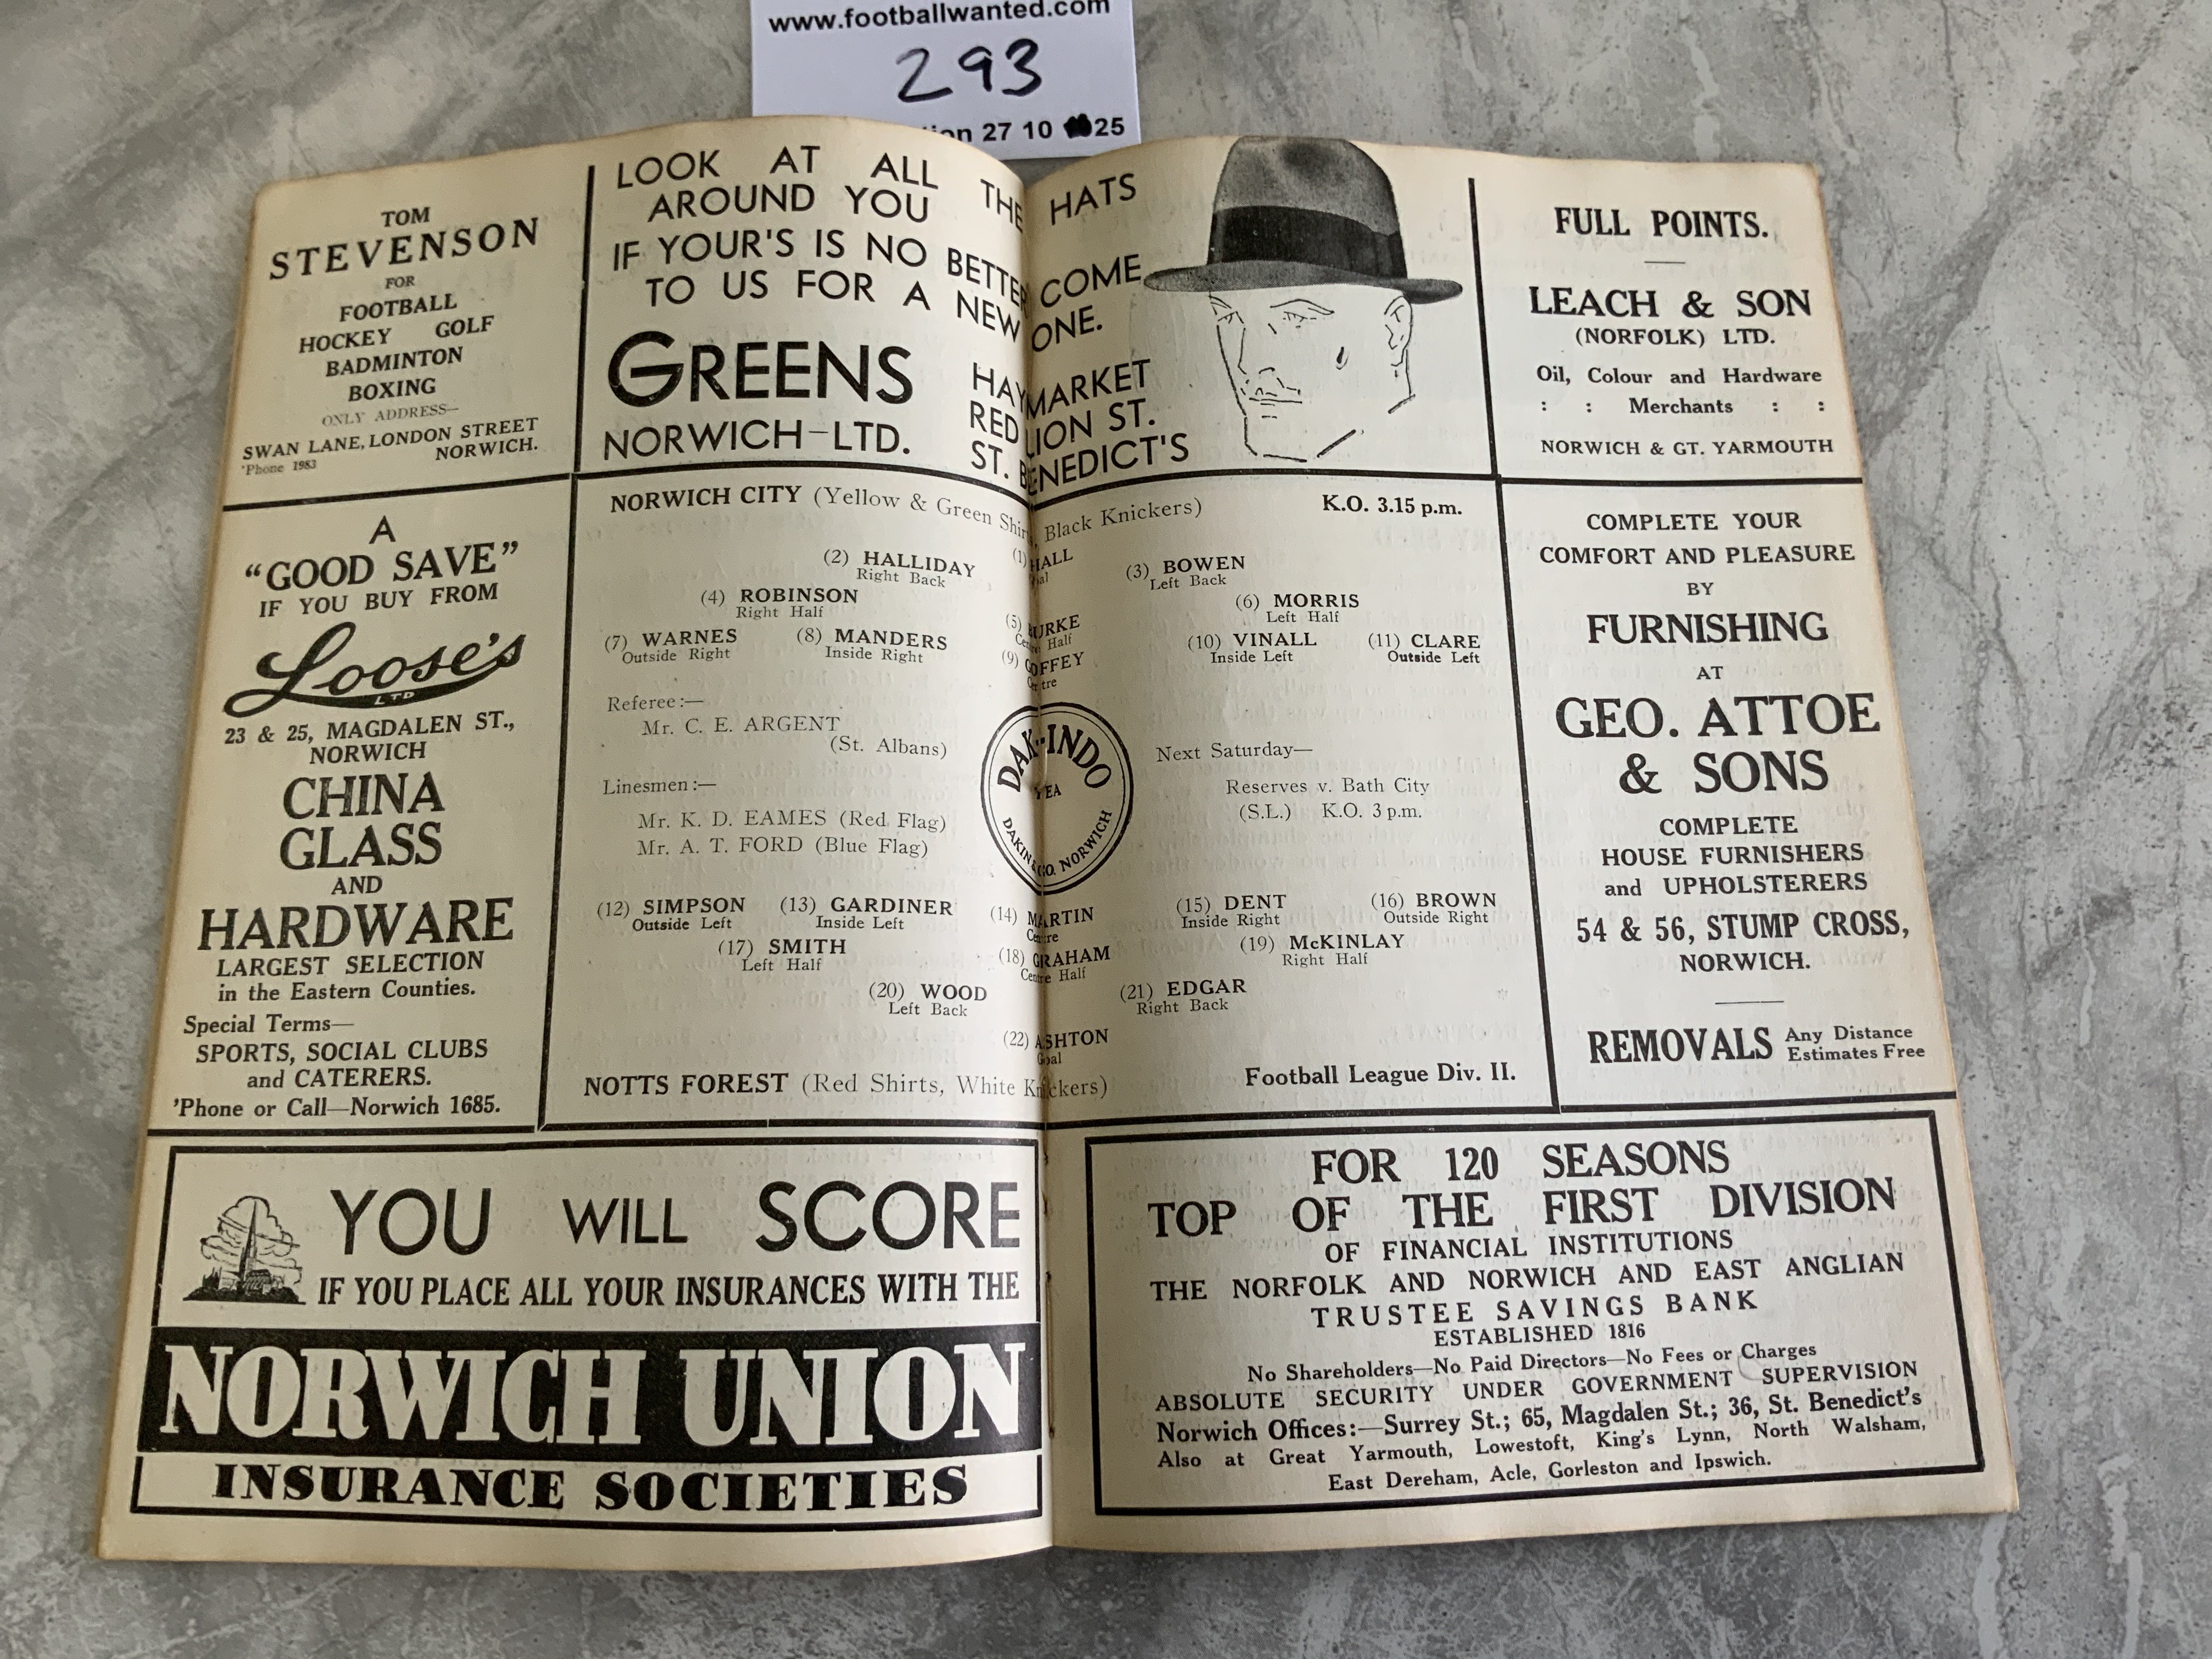 www.footballwanted.com
293
27 10 25
TOM
STEVENSON
FOR
FOOTBALL
HOCKEY GOLF
BADMINTON
BOXING
ONLY ADDRESS—
SWAN LANE, LONDON STREET
NORWICH.
'Phone 1983
LOOK AT ALL THE HATS
AROUND YOU
IF YOUR'S IS NO BETTER COME
TO US FOR A NEW ONE.
GREENS
NORWICH-LTD.
HAYMARKET
RED LION ST.
ST. BENEDICT'S
FULL POINTS.
LEACH & SON
(NORFOLK) LTD.
Oil, Colour and Hardware
: : Merchants : :
NORWICH & GT. YARMOUTH
A
"GOOD SAVE"
IF YOU BUY FROM
Loose's
LTD
23 & 25, MAGDALEN ST.,
NORWICH
CHINA
GLASS
AND
HARDWARE
LARGEST SELECTION
in the Eastern Counties.
Special Terms—
SPORTS, SOCIAL CLUBS
and CATERERS.
'Phone or Call—Norwich 1685.
NORWICH CITY (Yellow & Green Shir , Black Knickers) K.O. 3.15 p.m.
(1) HALL
(2) HALLIDAY (3) BOWEN
Right Back Left Back
(4) ROBINSON (6) MORRIS
Right Half Left Half
(5) BURKE
Centre Half
(7) WARNES (8) MANDERS (10) VINALL (11) CLARE
Outside Right Inside Right Inside Left Outside Left
(9) COFFEY
Centre
Referee:—
Mr. C. E. ARGENT
(St. Albans)
Linesmen:—
Mr. K. D. EAMES (Red Flag)
Mr. A. T. FORD (Blue Flag)
DAK-INDO
TEA
DAKIN & CO. NORWICH
Next Saturday—
Reserves v. Bath City
(S.L.) K.O. 3 p.m.
(12) SIMPSON (13) GARDINER (14) MARTIN (15) DENT (16) BROWN
Outside Left Inside Left Centre Inside Right Outside Right
(17) SMITH (18) GRAHAM (19) McKINLAY
Left Half Centre Half Right Half
(20) WOOD (21) EDGAR
Left Back Right Back
(22) ASHTON
Goal
NOTTS FOREST (Red Shirts, White Knickers) Football League Div. II.
COMPLETE YOUR
COMFORT AND PLEASURE
BY
FURNISHING
AT
GEO. ATTOE
& SONS
COMPLETE
HOUSE FURNISHERS
and UPHOLSTERERS
54 & 56, STUMP CROSS,
NORWICH.
REMOVALS Any Distance
Estimates Free
YOU WILL SCORE
IF YOU PLACE ALL YOUR INSURANCES WITH THE
NORWICH UNION
INSURANCE SOCIETIES
FOR 120 SEASONS
TOP OF THE FIRST DIVISION
OF FINANCIAL INSTITUTIONS
THE NORFOLK AND NORWICH AND EAST ANGLIAN
TRUSTEE SAVINGS BANK
ESTABLISHED 1816
No Shareholders—No Paid Directors—No Fees or Charges
ABSOLUTE SECURITY UNDER GOVERNMENT SUPERVISION
Norwich Offices:—Surrey St.; 65, Magdalen St.; 36, St. Benedict's
Also at Great Yarmouth, Lowestoft, King's Lynn, North Walsham,
East Dereham, Acle, Gorleston and Ipswich.